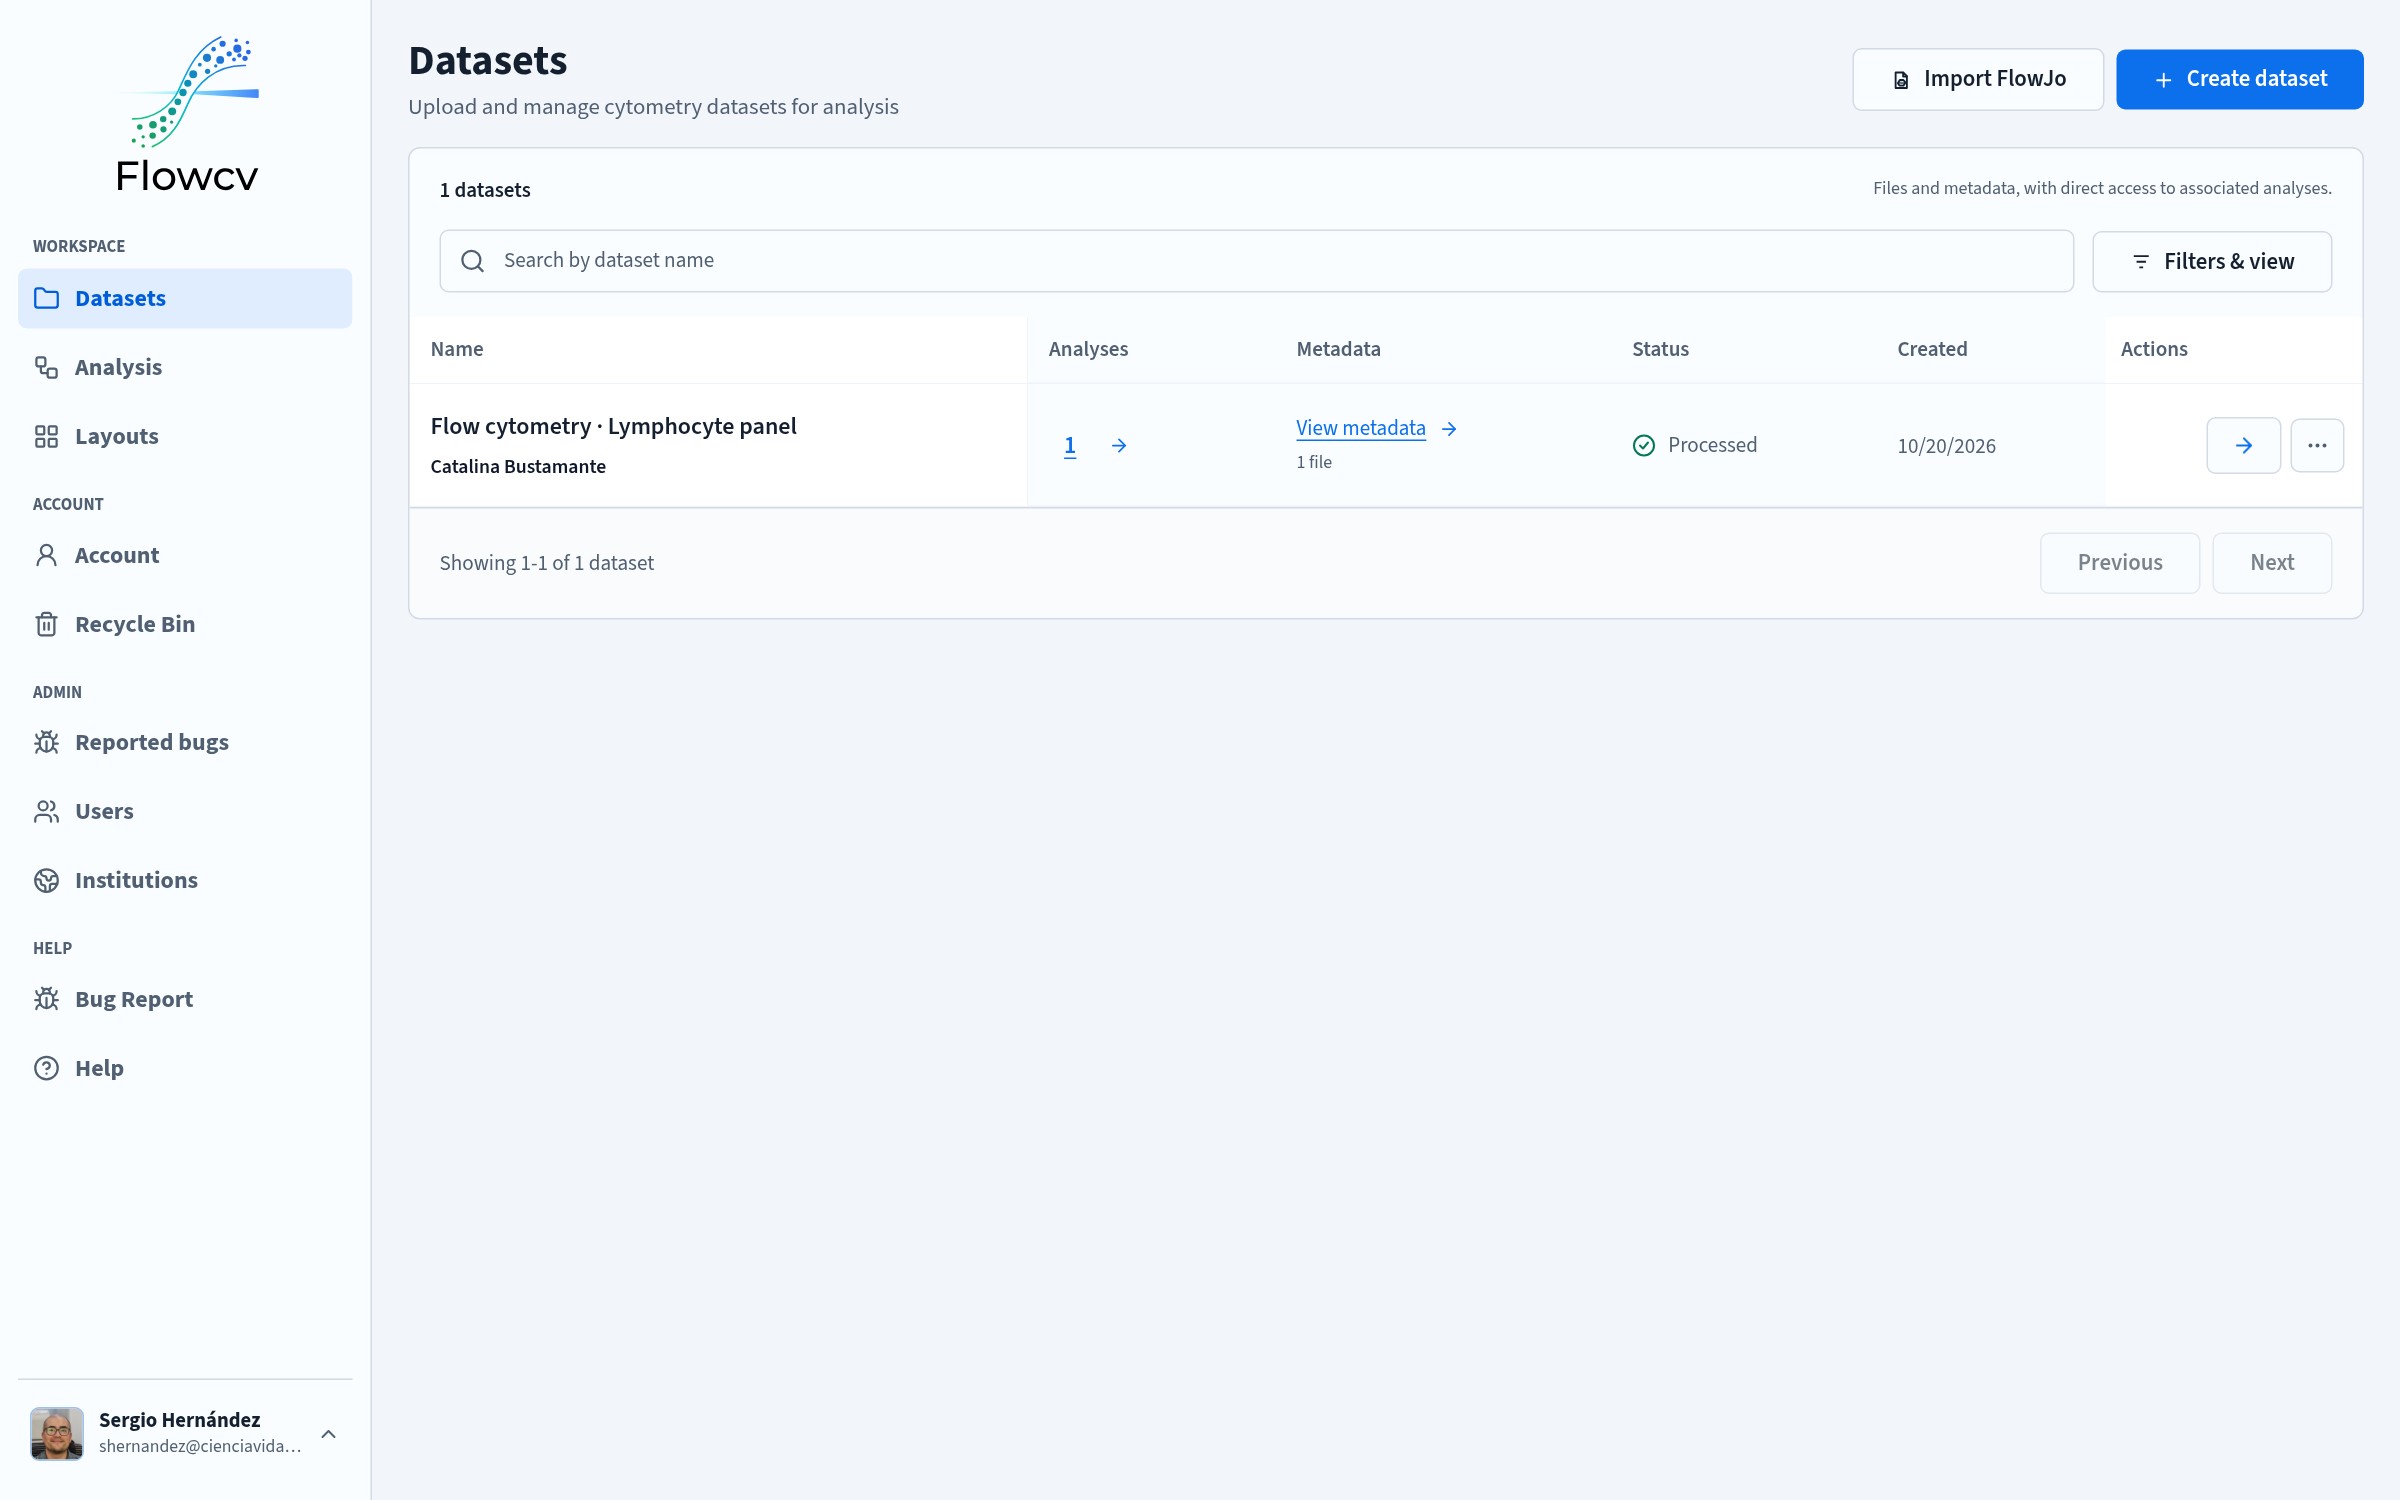 Flowcv
WORKSPACE
Datasets
Analysis
Layouts
ACCOUNT
Account
Recycle Bin
ADMIN
Reported bugs
Users
Institutions
HELP
Bug Report
Help
Sergio Hernández
shernandez@cienciavida...
Datasets
Upload and manage cytometry datasets for analysis
Import FlowJo
Create dataset
1 datasets
Files and metadata, with direct access to associated analyses.
Search by dataset name
Filters & view
Name Analyses Metadata Status Created Actions
Flow cytometry · Lymphocyte panel
Catalina Bustamante
1
View metadata
1 file
Processed
10/20/2026
Showing 1-1 of 1 dataset
Previous
Next